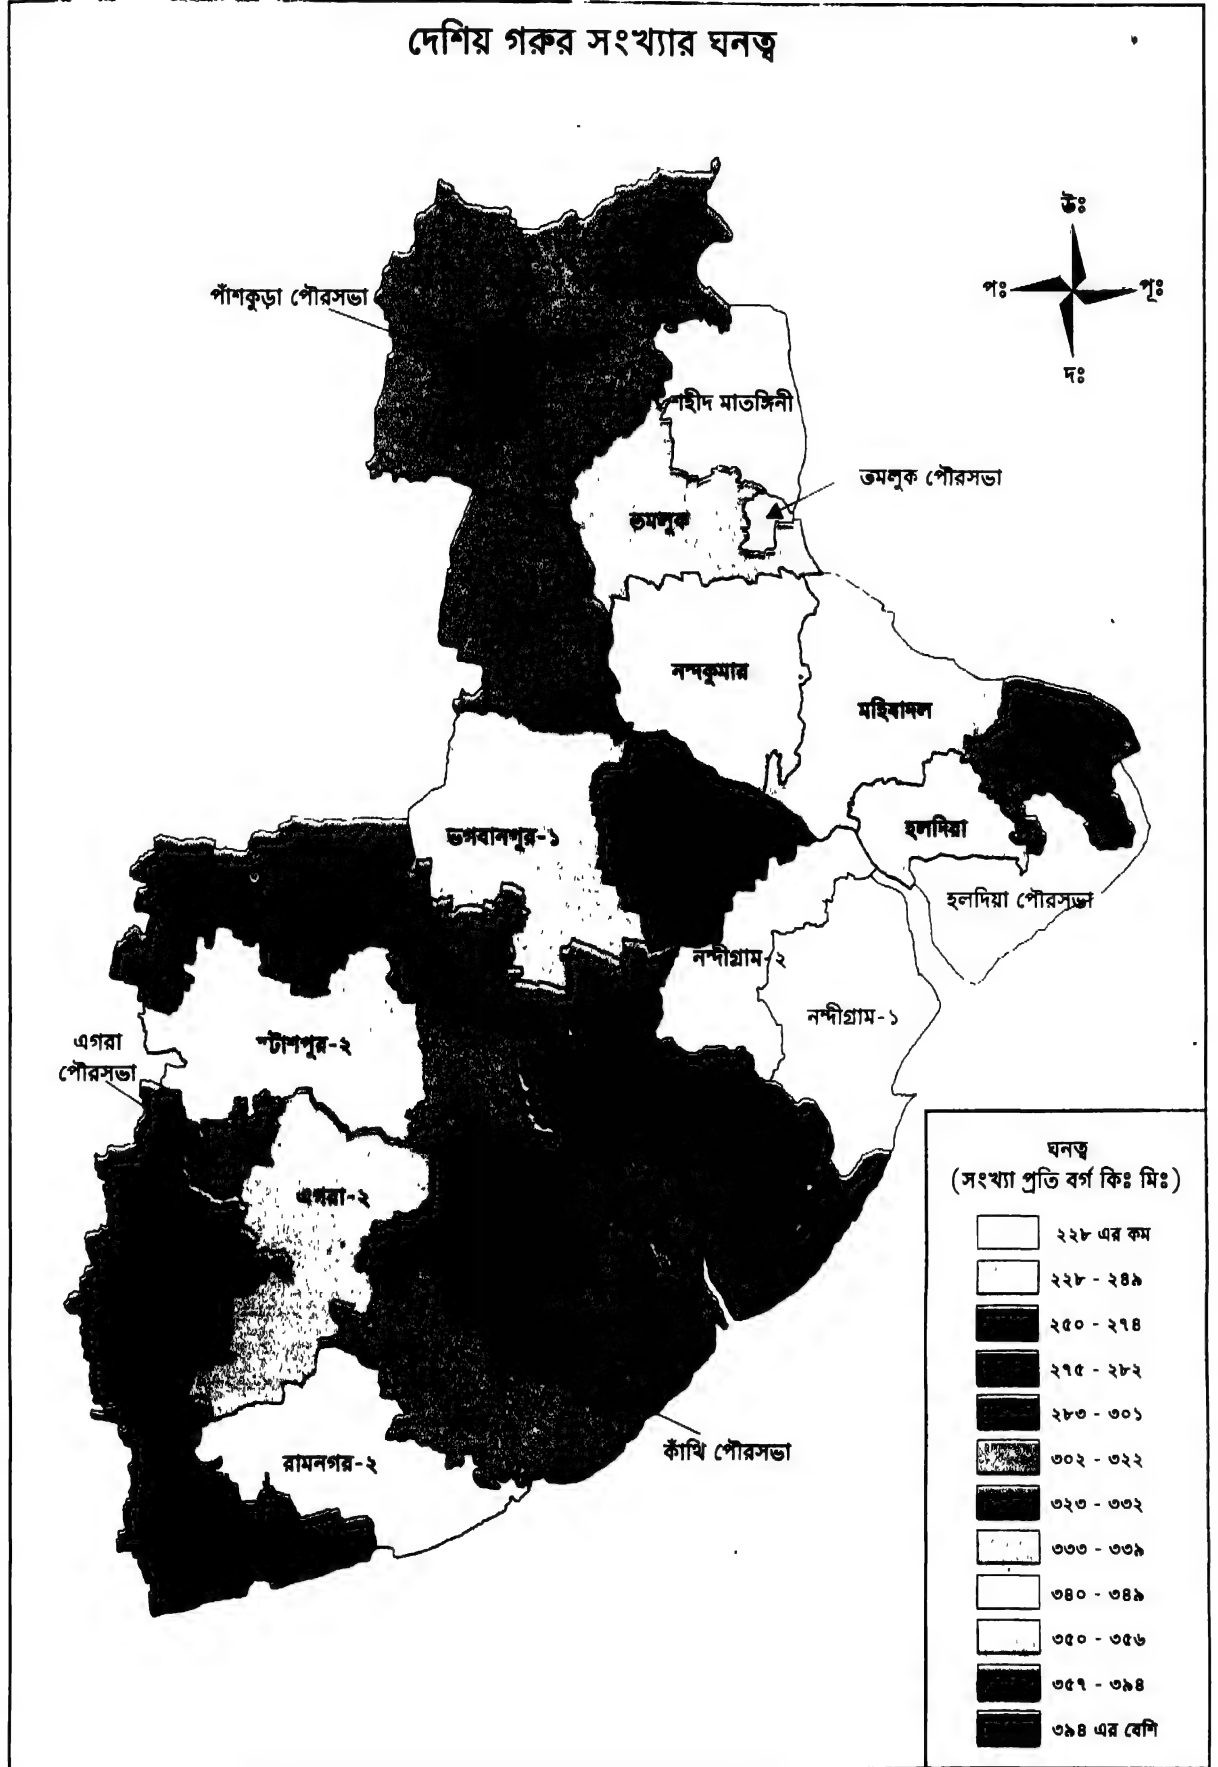 দেশিয় গরুর সংখ্যার ঘনত্ব
উঃ
পঃ
পূঃ
দঃ
পাঁশকুড়া পৌরসভা
শহীদ মাতঙ্গিনী
তমলুক পৌরসভা
তমলুক
নন্দকুমার
মহিষাদল
ভগবানপুর-১
হলদিয়া
হলদিয়া পৌরসভা
নন্দীগ্রাম-২
নন্দীগ্রাম-১
এগরা
পৌরসভা
টাশপুর-২
এগরা-২
রামনগর-২
কাঁথি পৌরসভা
ঘনত্ব
(সংখ্যা প্রতি বর্গ কিঃ মিঃ)
২২৮ এর কম
২২৮ - ২৪৯
২৫০ - ২৭৪
২৭৫ - ২৮২
২৮৩ - ৩০১
৩০২ - ৩২২
৩২৩ - ৩৩২
৩৩৩ - ৩৩৯
৩৪০ - ৩৪৯
৩৫০ - ৩৫৬
৩৫৭ - ৩৯৪
৩৯৪ এর বেশি